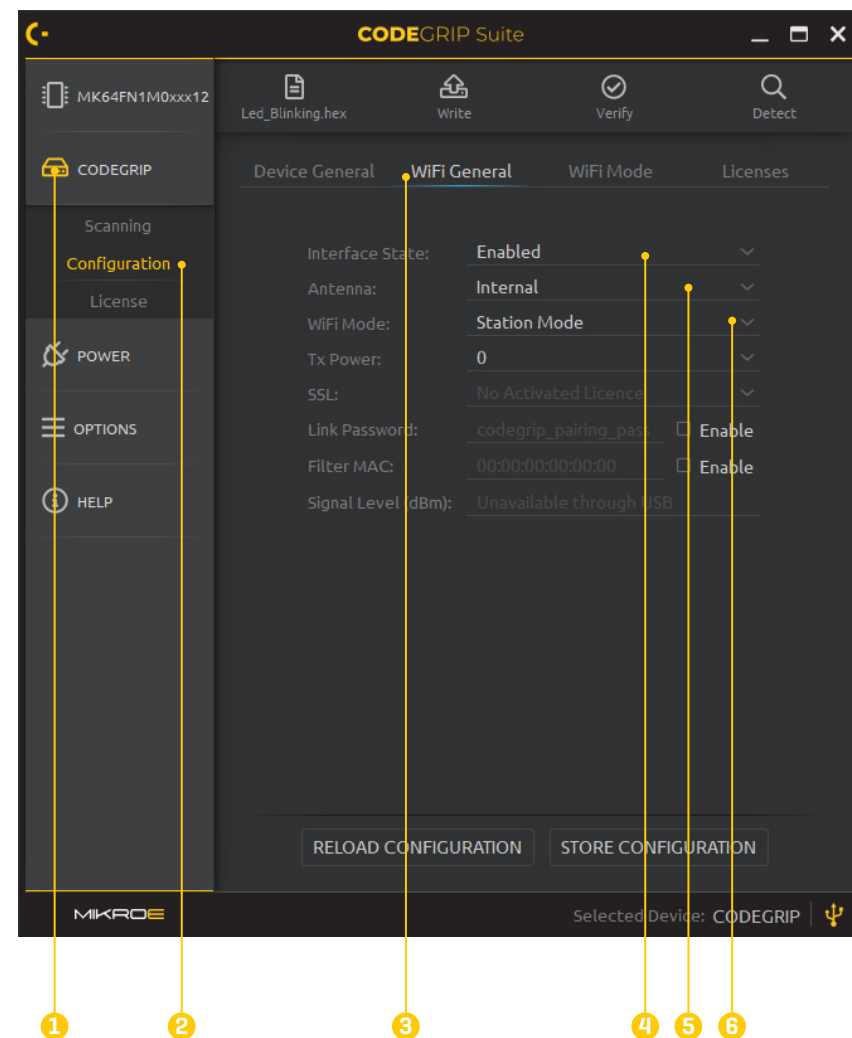 CODEGRIP Suite
MK64FN1M0xxx12
Led_Blinking.hex
Write
Verify
Detect
CODEGRIP
Scanning
Configuration
License
POWER
OPTIONS
HELP
Device General
WiFi General
WiFi Mode
Licenses
Interface State: Enabled
Antenna: Internal
WiFi Mode: Station Mode
Tx Power: 0
SSL: No Activated Licence
Link Password: codegrip_pairing_pass Enable
Filter MAC: 00:00:00:00:00:00 Enable
Signal Level (dBm): Unavailable through USB
RELOAD CONFIGURATION
STORE CONFIGURATION
MIKROE
Selected Device: CODEGRIP
1 2 3 4 5 6